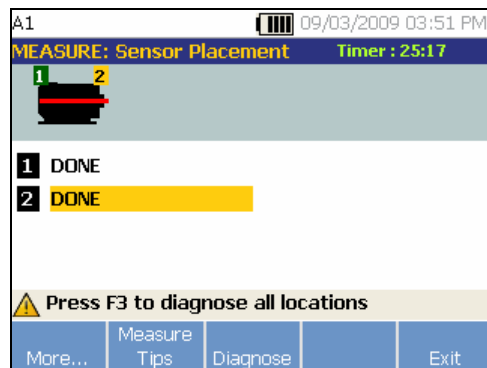 A1 09/03/2009 03:51 PM
MEASURE: Sensor Placement Timer : 25:17
1 2
1 DONE
2 DONE
Press F3 to diagnose all locations
More... Measure Tips Diagnose Exit